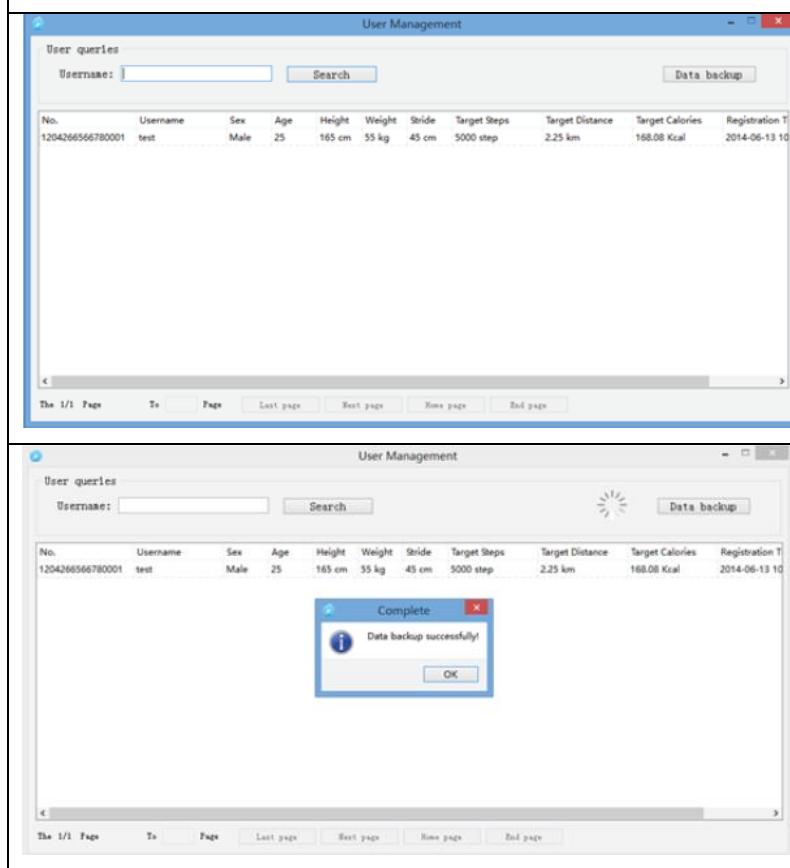 User Management
User queries
Username: Search Data backup
No. Username Sex Age Height Weight Stride Target Steps Target Distance Target Calories Registration T
1204266566780001 test Male 25 165 cm 55 kg 45 cm 5000 step 2.25 km 168.08 Kcal 2014-06-13 10
The 1/1 Page To Page Last page Next page Home page End page
User Management
User queries
Username: Search Data backup
No. Username Sex Age Height Weight Stride Target Steps Target Distance Target Calories Registration T
1204266566780001 test Male 25 165 cm 55 kg 45 cm 5000 step 2.25 km 168.08 Kcal 2014-06-13 10
Complete
Data backup successfully!
OK
The 1/1 Page To Page Last page Next page Home page End page